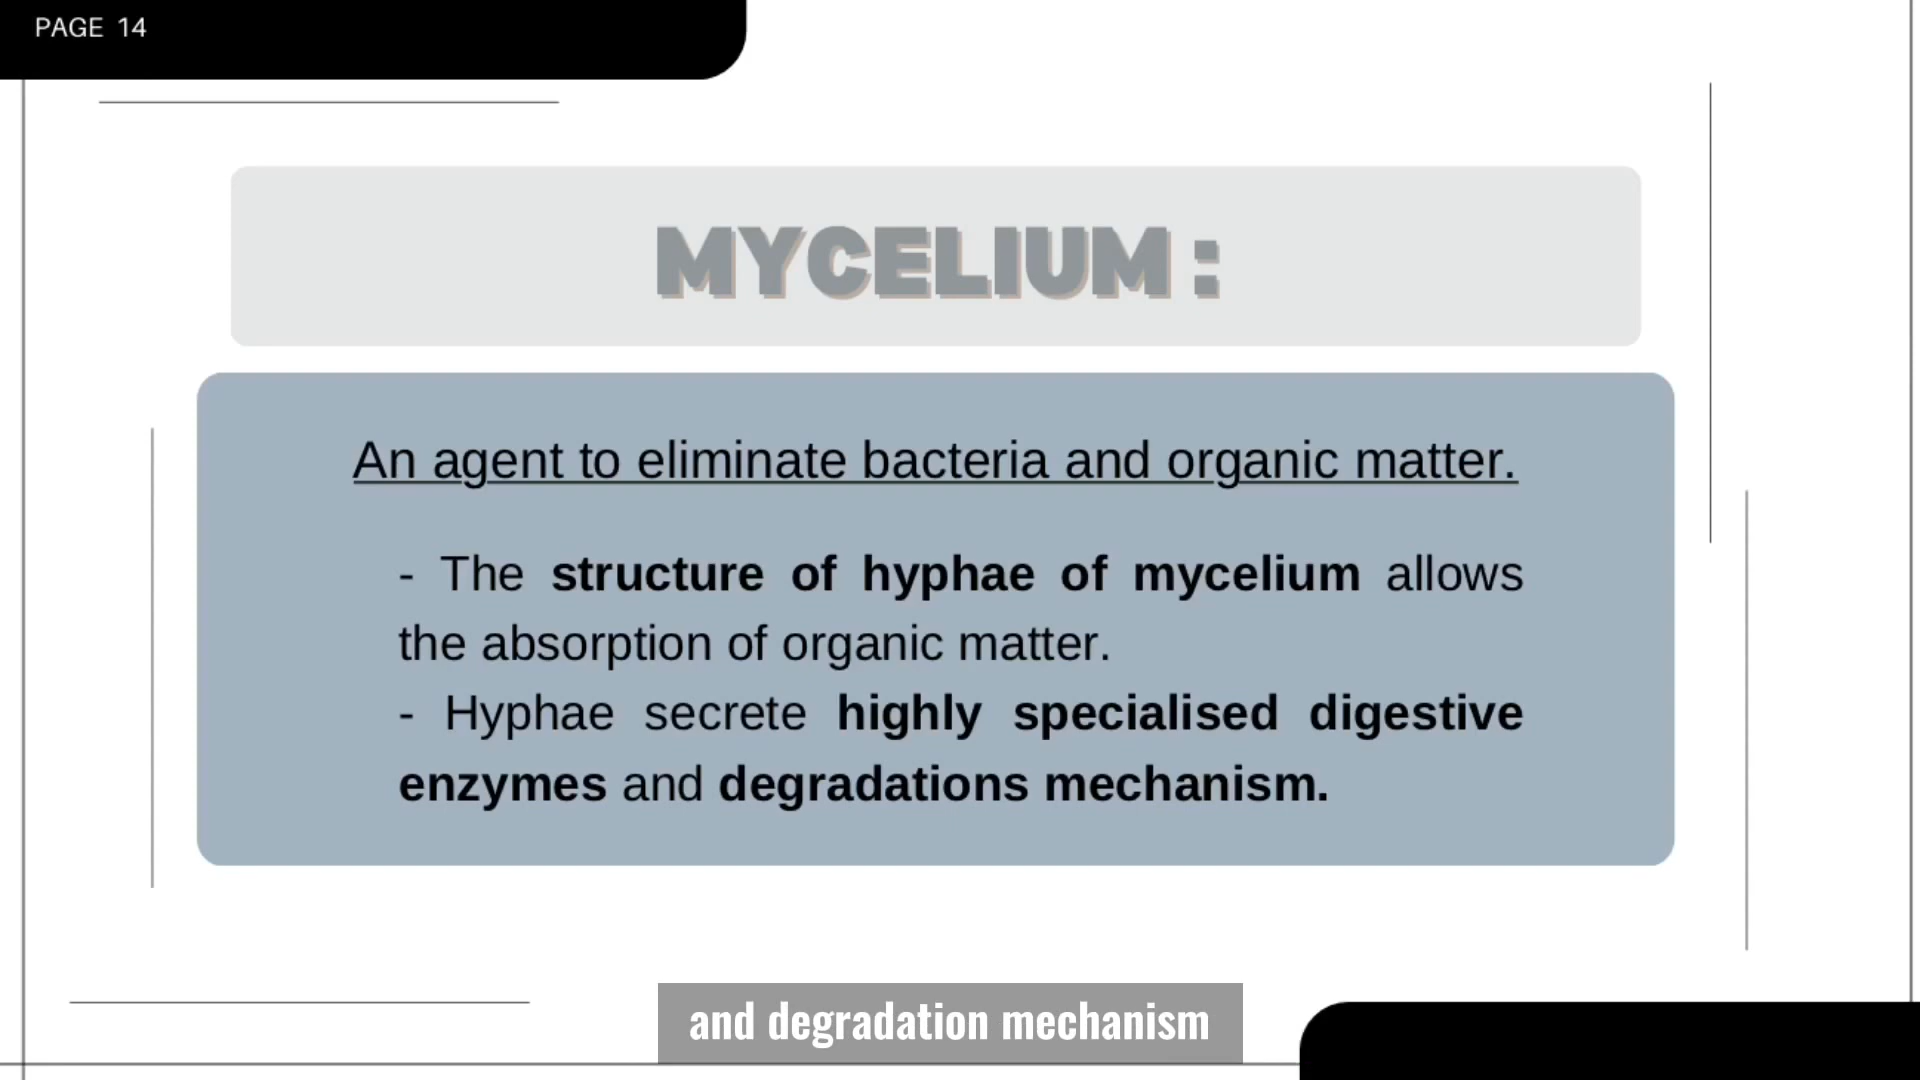 PAGE 14
MYCELIUM :
An agent to eliminate bacteria and organic matter.
- The structure of hyphae of mycelium allows
the absorption of organic matter.
- Hyphae secrete highly specialised digestive
enzymes and degradations mechanism.
and degradation mechanism